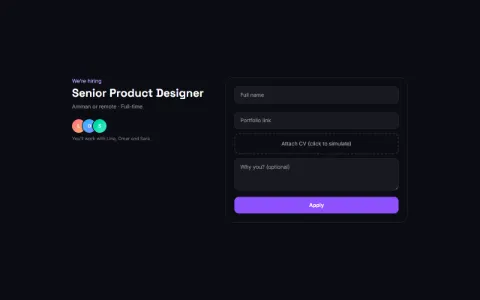 We're hiring
Senior Product Designer
Amman or remote · Full-time.
You'll work with Lina, Omar and Sara.
Full name
Portfolio link
Attach CV (click to simulate)
Why you? (optional)
Apply